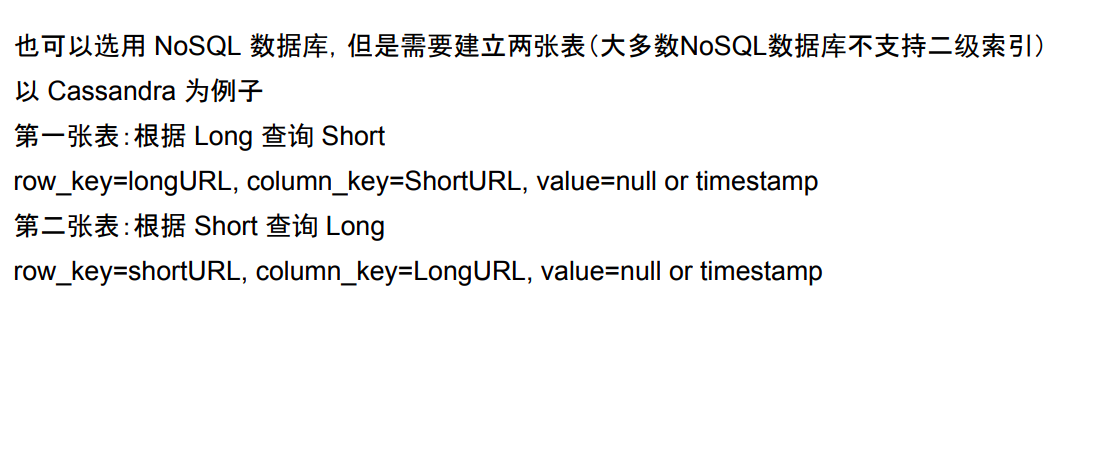 也可以选用 NoSQL 数据库，但是需要建立两张表（大多数NoSQL数据库不支持二级索引）
以 Cassandra 为例子
第一张表：根据 Long 查询 Short
row_key=longURL, column_key=ShortURL, value=null or timestamp
第二张表：根据 Short 查询 Long
row_key=shortURL, column_key=LongURL, value=null or timestamp